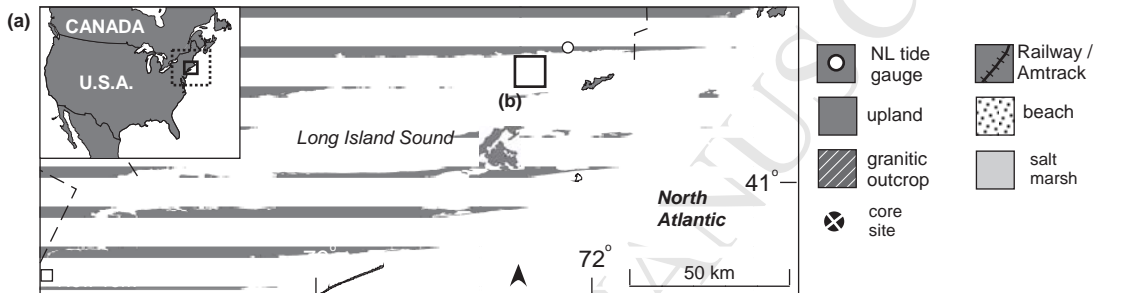 (a)
CANADA
U.S.A.
(b)
Long Island Sound
North
Atlantic
41°
72°
50 km
NL tide
gauge
upland
granitic
outcrop
core
site
Railway /
Amtrack
beach
salt
marsh
ANUSC